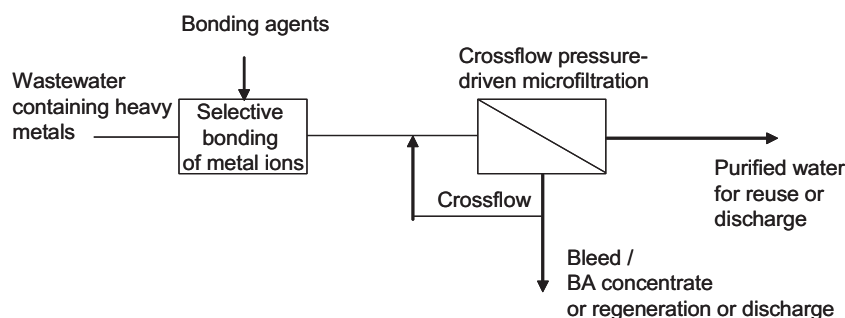 Bonding agents
Wastewater
containing heavy
metals
Selective
bonding
of metal ions
Crossflow pressure-
driven microfiltration
Crossflow
Purified water
for reuse or
discharge
Bleed /
BA concentrate
or regeneration or discharge